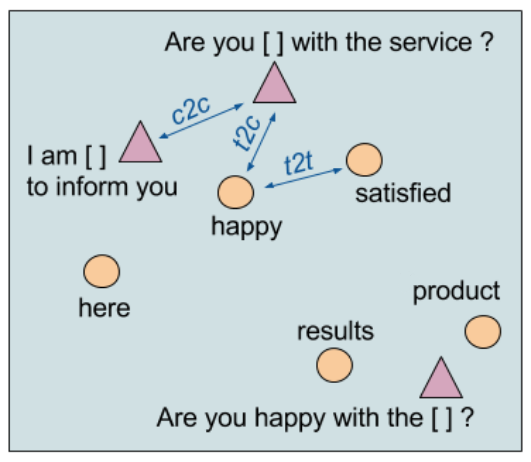 Are you [ ] with the service ?
c2c
t2c
I am [ ]
to inform you
t2t
satisfied
happy
here
product
results
Are you happy with the [ ] ?